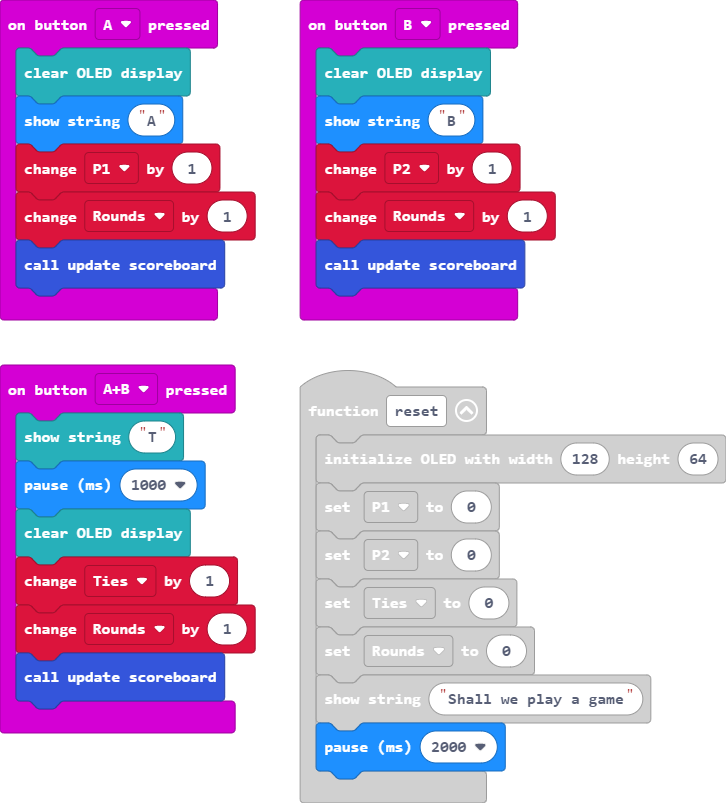 on button A pressed
clear OLED display
show string "A"
change P1 by 1
change Rounds by 1
call update scoreboard
on button B pressed
clear OLED display
show string "B"
change P2 by 1
change Rounds by 1
call update scoreboard
on button A+B pressed
show string "T"
pause (ms) 1000
clear OLED display
change Ties by 1
change Rounds by 1
call update scoreboard
function reset
initialize OLED with width 128 height 64
set P1 to 0
set P2 to 0
set Ties to 0
set Rounds to 0
show string "Shall we play a game"
pause (ms) 2000